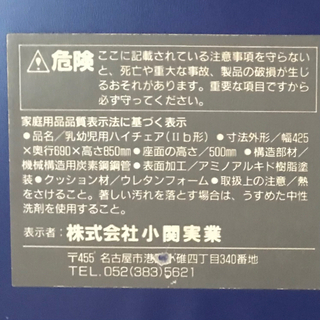 危険
ここに記載されている注意事項を守らない
と、死亡や重大な事故、製品の破損が生じ
るおそれがあります。重要な事項ですから
必ず守ってください。
家庭用品品質表示法に基づく表示
●品名／乳幼児用ハイチェア(IIb形) ●寸法外形／幅425
×奥行690×高さ850mm ●座面の高さ／500mm ●構造部材／
機械構造用炭素鋼鋼管 ●表面加工／アミノアルキド樹脂塗
装 ●クッション材／ウレタンフォーム ●取扱上の注意／熱
をさけること。著しい汚れを落とす場合は、うすめた中性
洗剤を使用すること。
表示者：株式会社小関実業
〒455 名古屋市港区小碓四丁目340番地
TEL.052(383)5621